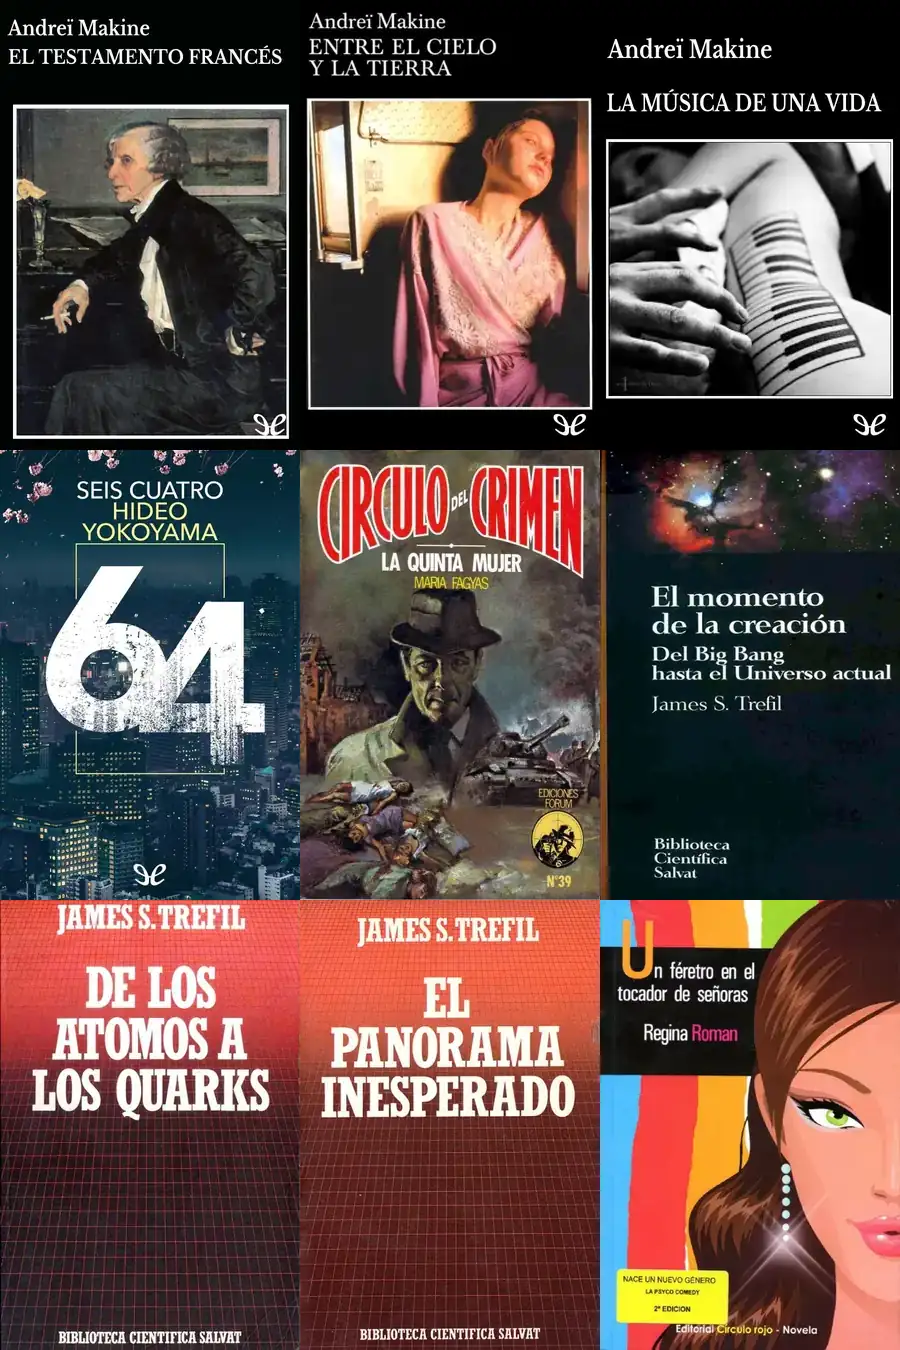 Andreï Makine
EL TESTAMENTO FRANCÉS
Andreï Makine
ENTRE EL CIELO
Y LA TIERRA
Andreï Makine
LA MÚSICA DE UNA VIDA
SEIS CUATRO
HIDEO
YOKOYAMA
64
CIRCULO DEL CRIMEN
LA QUINTA MUJER
MARIA FAGYAS
EDICIONES
FORUM
Nº39
El momento
de la creación
Del Big Bang
hasta el Universo actual
James S. Trefil
Biblioteca
Científica
Salvat
JAMES S. TREFIL
DE LOS
ATOMOS A
LOS QUARKS
BIBLIOTECA CIENTIFICA SALVAT
JAMES S. TREFIL
EL
PANORAMA
INESPERADO
BIBLIOTECA CIENTIFICA SALVAT
Un féretro en el
tocador de señoras
Regina Roman
NACE UN NUEVO GÉNERO
LA PSYCO COMEDY
2ª EDICION
Editorial Círculo rojo - Novela